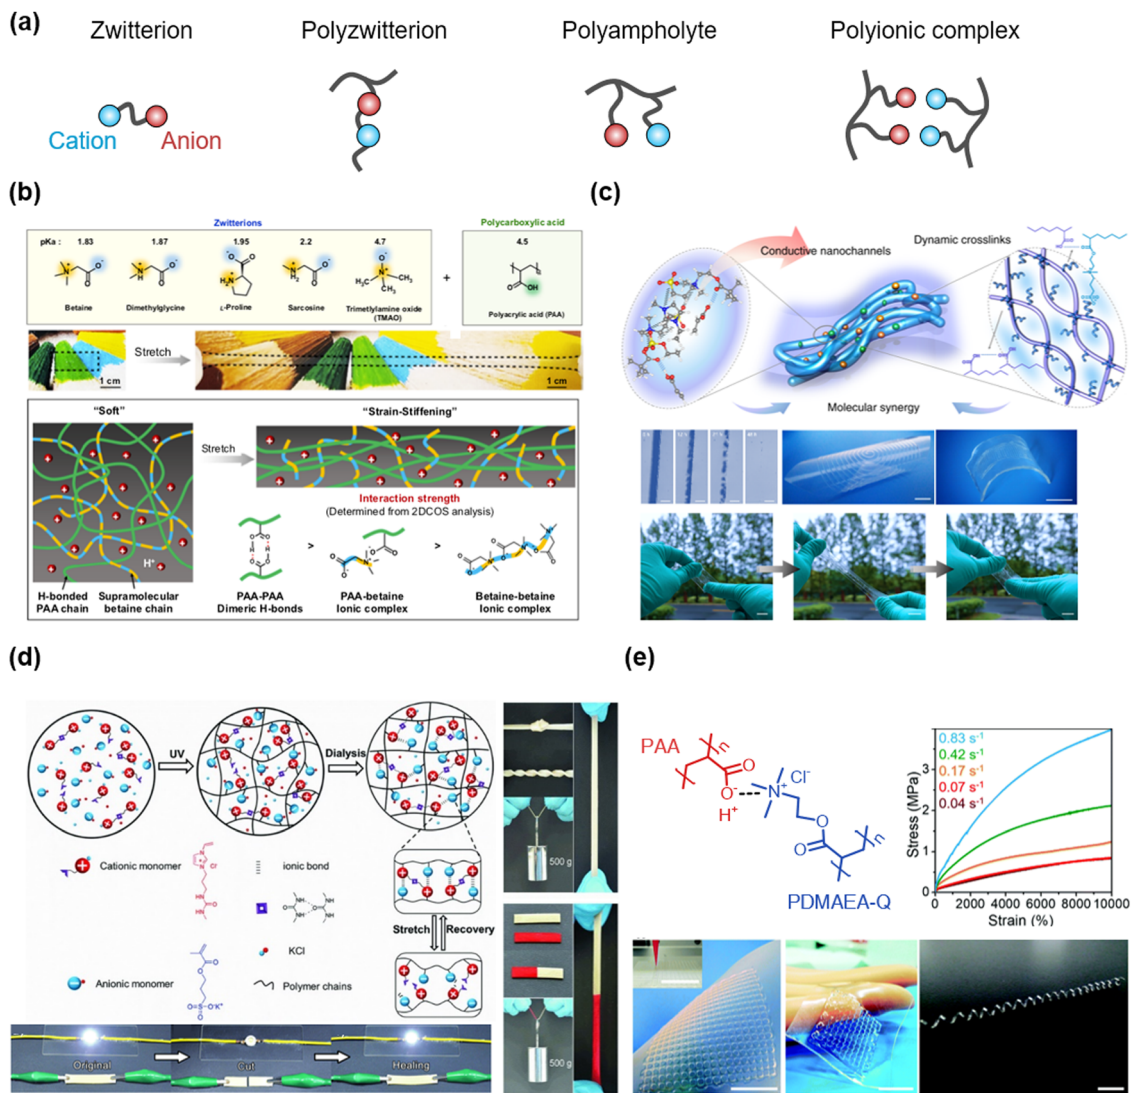 (a)
Zwitterion
Polyzwitterion
Polyampholyte
Polyionic complex
Cation
Anion
(b)
Zwitterions
Polycarboxylic acid
pKa :
1.83
1.87
1.95
2.2
4.7
4.5
Betaine
Dimethylglycine
L-Proline
Sarcosine
Trimetylamine oxide
(TMAO)
+
Polyacrylic acid (PAA)
Stretch
1 cm
1 cm
“Soft”
“Strain-Stiffening”
Stretch
Interaction strength
(Determined from 2DCOS analysis)
H⁺
>
>
H-bonded
PAA chain
Supramolecular
betaine chain
PAA-PAA
Dimeric H-bonds
PAA-betaine
Ionic complex
Betaine-betaine
Ionic complex
(c)
Conductive nanochannels
Dynamic crosslinks
Molecular synergy
(d)
UV
Dialysis
Cationic monomer
Cl⁻
ionic bond
KCl
Anionic monomer
O⁻K⁺
Polymer chains
Stretch
Recovery
500 g
500 g
Original
Cut
Healing
(e)
PAA
n
O
O⁻
H⁺
Cl⁻
N⁺
O
O
n
PDMAEA-Q
0.83 s⁻¹
0.42 s⁻¹
0.17 s⁻¹
0.07 s⁻¹
0.04 s⁻¹
Stress (MPa)
3
2
1
0
0
2000
4000
6000
8000
10000
Strain (%)